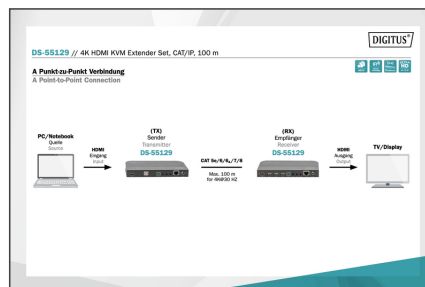 DIGITUS®
DS-55129 // 4K HDMI KVM Extender Set, CAT/IP, 100 m
A Punkt-zu-Punkt Verbindung
A Point-to-Point Connection
PC/Notebook
Quelle
Source
HDMI
Eingang
Input
(TX)
Sender
Transmitter
DS-55129
CAT 5e/6/6A/7/8
Max. 100 m
for 4K@30 HZ
(RX)
Empfänger
Receiver
DS-55129
HDMI
Ausgang
Output
TV/Display